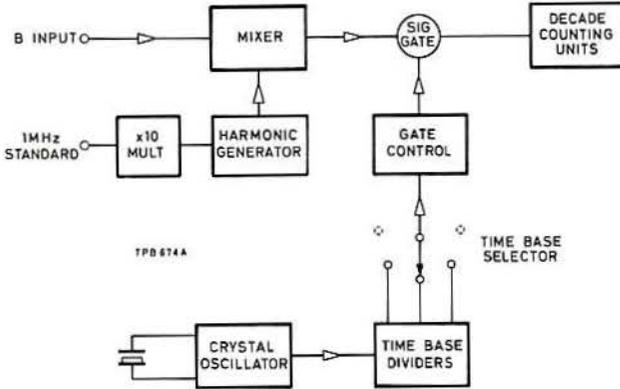 B INPUT
MIXER
SIG
GATE
DECADE
COUNTING
UNITS
1MHz
STANDARD
x10
MULT
HARMONIC
GENERATOR
GATE
CONTROL
TPB 674A
TIME BASE
SELECTOR
CRYSTAL
OSCILLATOR
TIME BASE
DIVIDERS